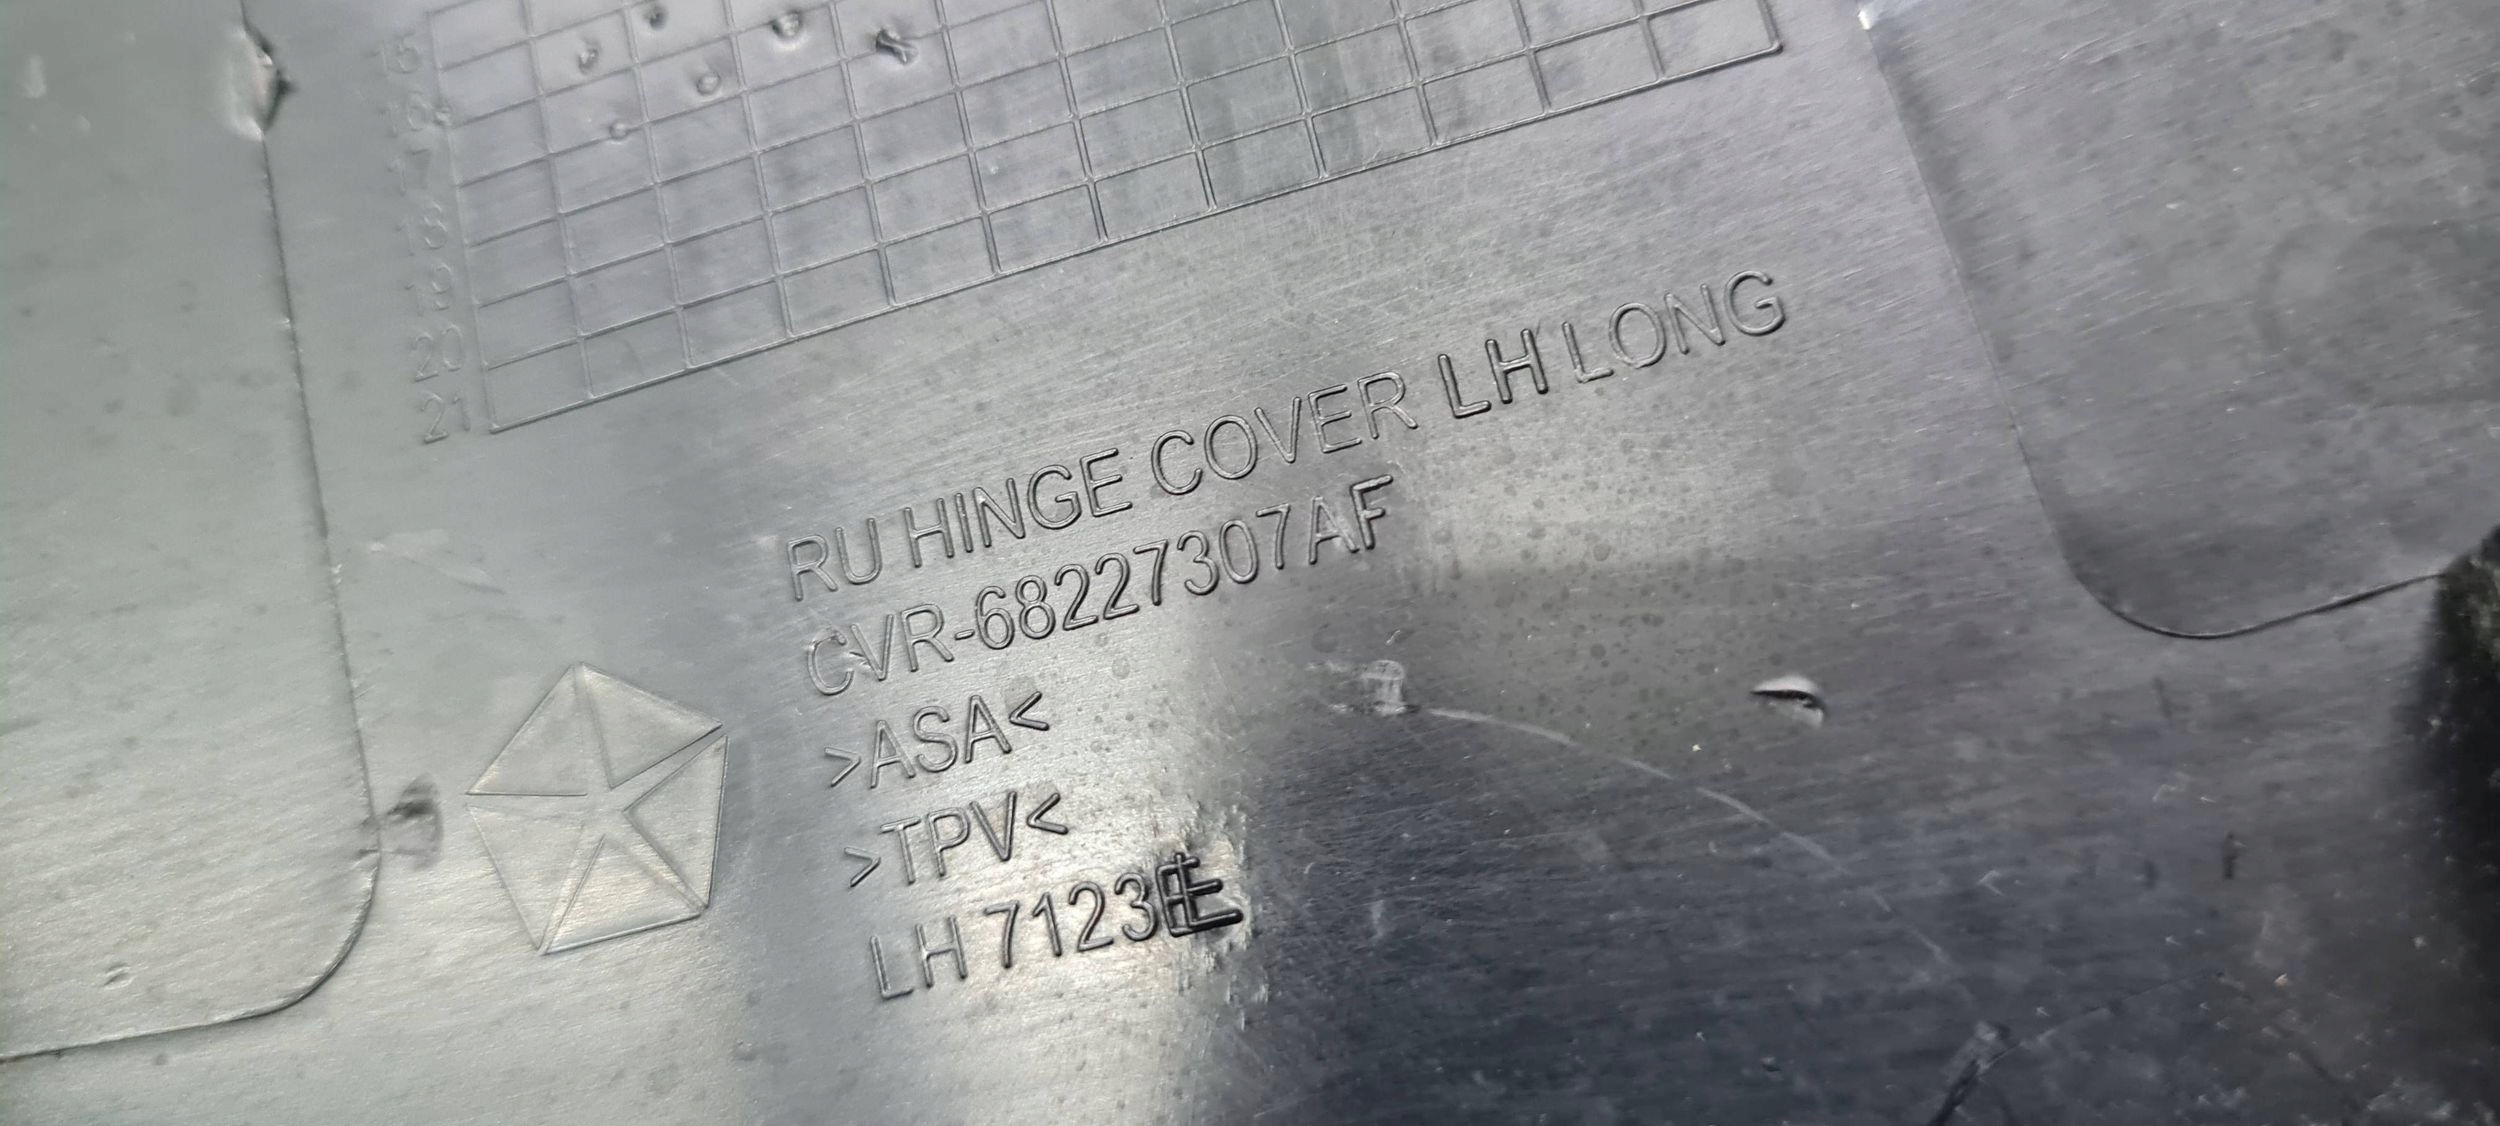 15
16
17
18
19
20
21
RU HINGE COVER LH LONG
CVR-68227307AF
>ASA<
>TPV<
LH 7123